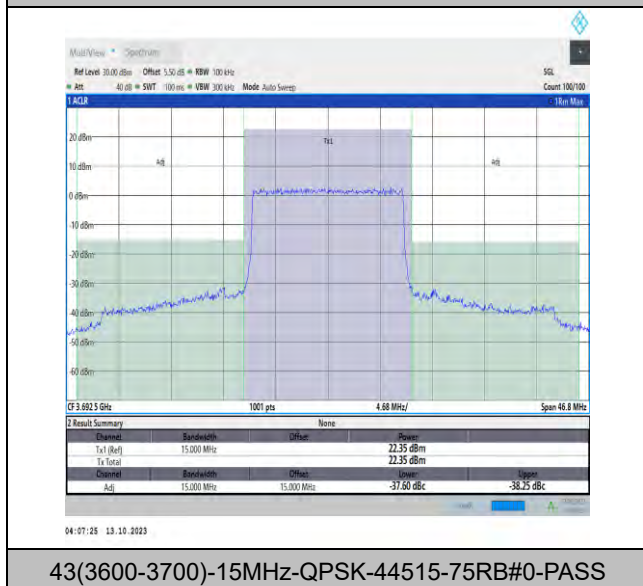 MultiView Spectrum
Ref Level 30.00 dBm Offset 5.50 dB RBW 100 kHz SGL
Att 40 dB SWT 100 ms VBW 300 kHz Mode Auto Sweep Count 100/100
1 ACLR 1Rm Max
Tx1
20 dBm
Adj Adj
10 dBm
0 dBm
-10 dBm
-20 dBm
-30 dBm
-40 dBm
-50 dBm
-60 dBm
CF 3.6925 GHz 1001 pts 4.68 MHz/ Span 46.8 MHz
2 Result Summary None
Channel Bandwidth Offset Power
Tx1 (Ref) 15.000 MHz 22.35 dBm
Tx Total 22.35 dBm
Channel Bandwidth Offset Lower Upper
Adj 15.000 MHz 15.000 MHz -37.60 dBc -38.25 dBc
04:07:25 13.10.2023
43(3600-3700)-15MHz-QPSK-44515-75RB#0-PASS